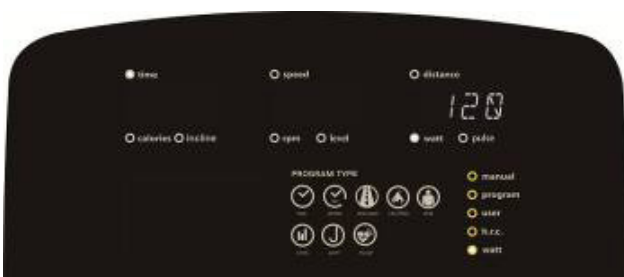 time speed distance
120
calories incline rpm level watt pulse
PROGRAM TYPE
manual
program
user
h.r.c.
watt